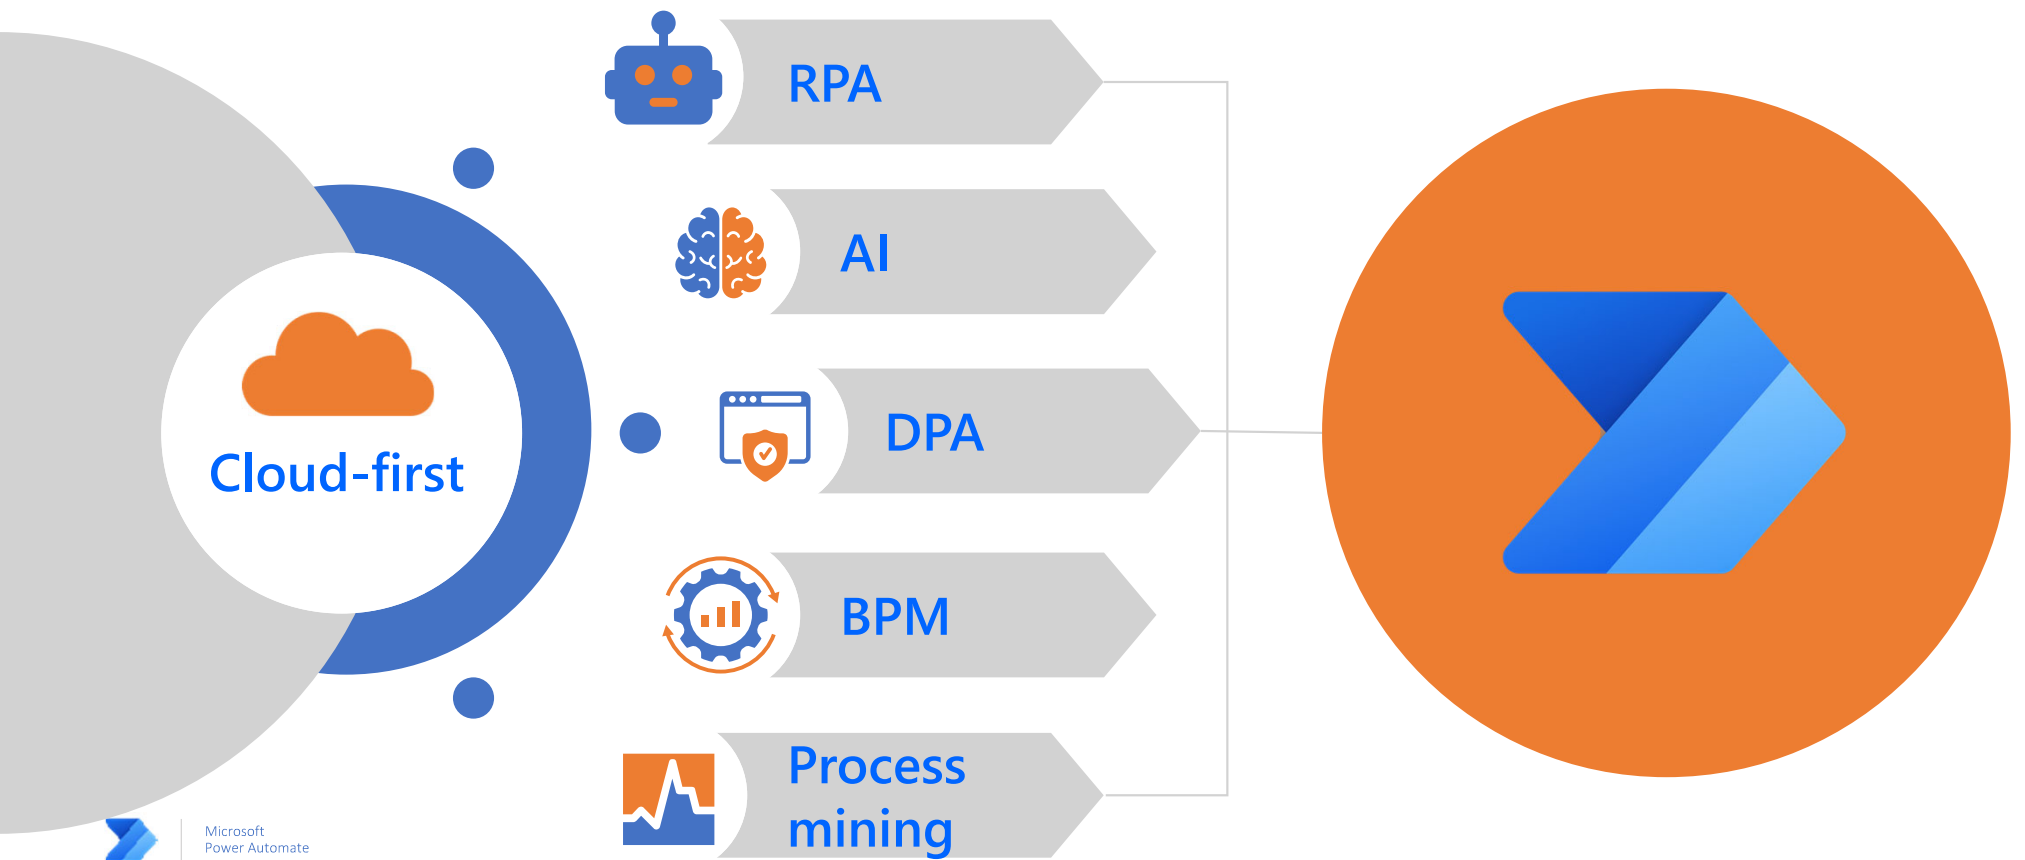 RPA
AI
Cloud-first
DPA
BPM
Process
mining
Microsoft
Power Automate